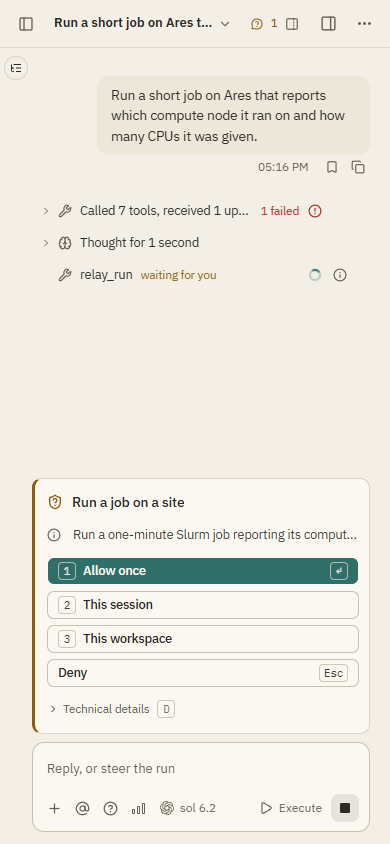 Run a short job on Ares t...
1
Run a short job on Ares that reports
which compute node it ran on and how
many CPUs it was given.
05:16 PM
Called 7 tools, received 1 up... 1 failed
Thought for 1 second
relay_run waiting for you
Run a job on a site
Run a one-minute Slurm job reporting its comput...
1 Allow once
2 This session
3 This workspace
Deny Esc
Technical details D
Reply, or steer the run
sol 6.2 Execute